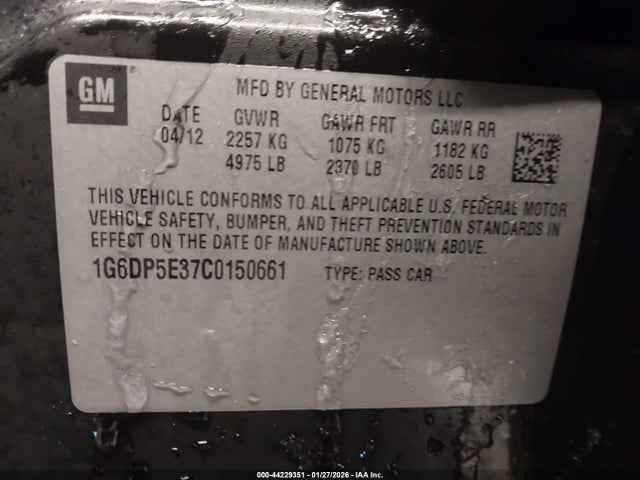 GM
MFD BY GENERAL MOTORS LLC
DATE GVWR GAWR FRT GAWR RR
04/12 2257 KG 1075 KG 1182 KG
4975 LB 2370 LB 2605 LB
THIS VEHICLE CONFORMS TO ALL APPLICABLE U.S. FEDERAL MOTOR
VEHICLE SAFETY, BUMPER, AND THEFT PREVENTION STANDARDS IN
EFFECT ON THE DATE OF MANUFACTURE SHOWN ABOVE.
1G6DP5E37C0150661 TYPE: PASS CAR
000-44229351 | 01/27/2026 | IAA Inc.